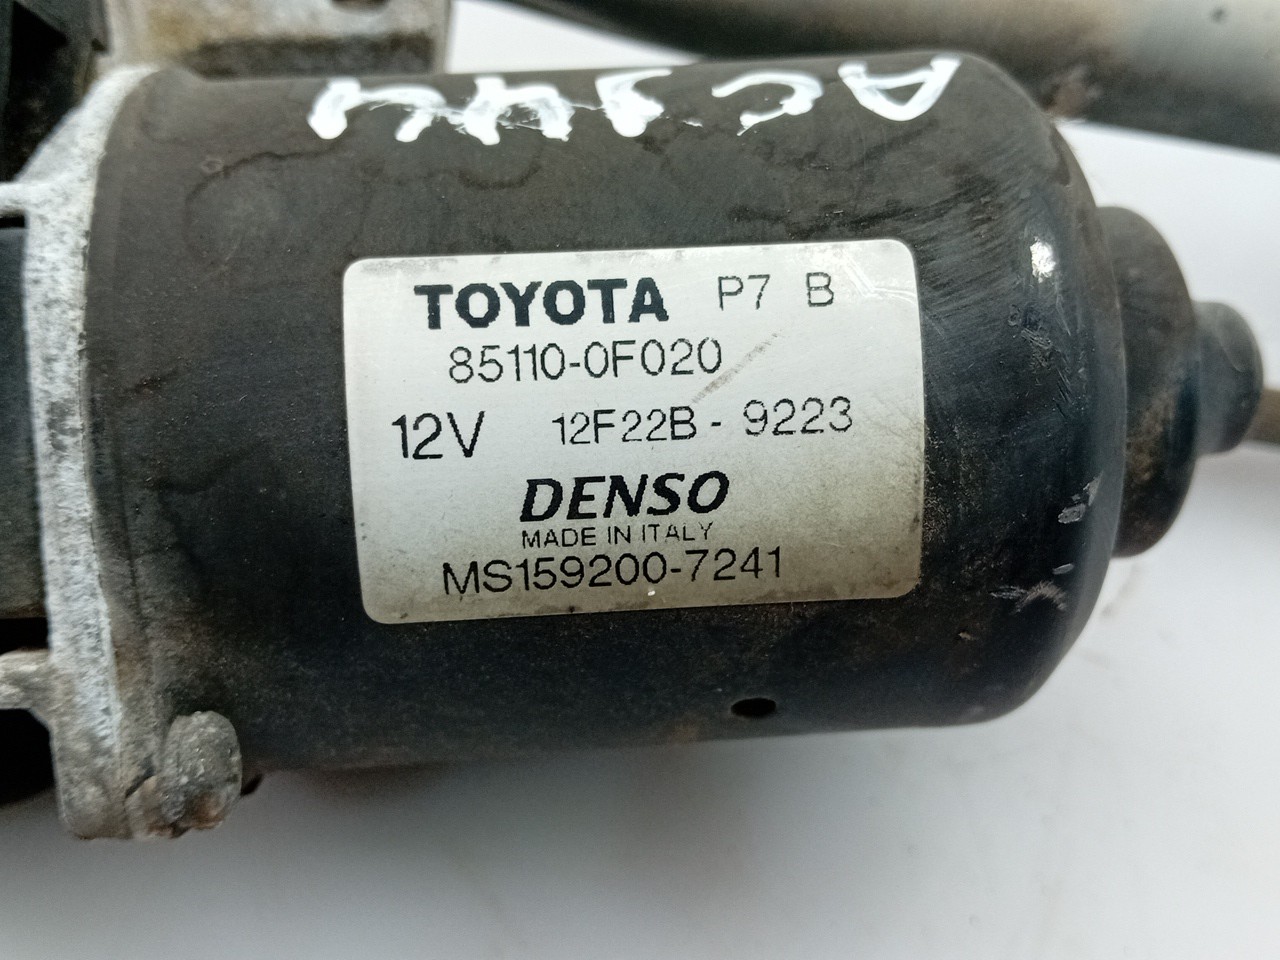 TOYOTA P7 B
85110-0F020
12V 12F22B - 9223
DENSO
MADE IN ITALY
MS159200-7241